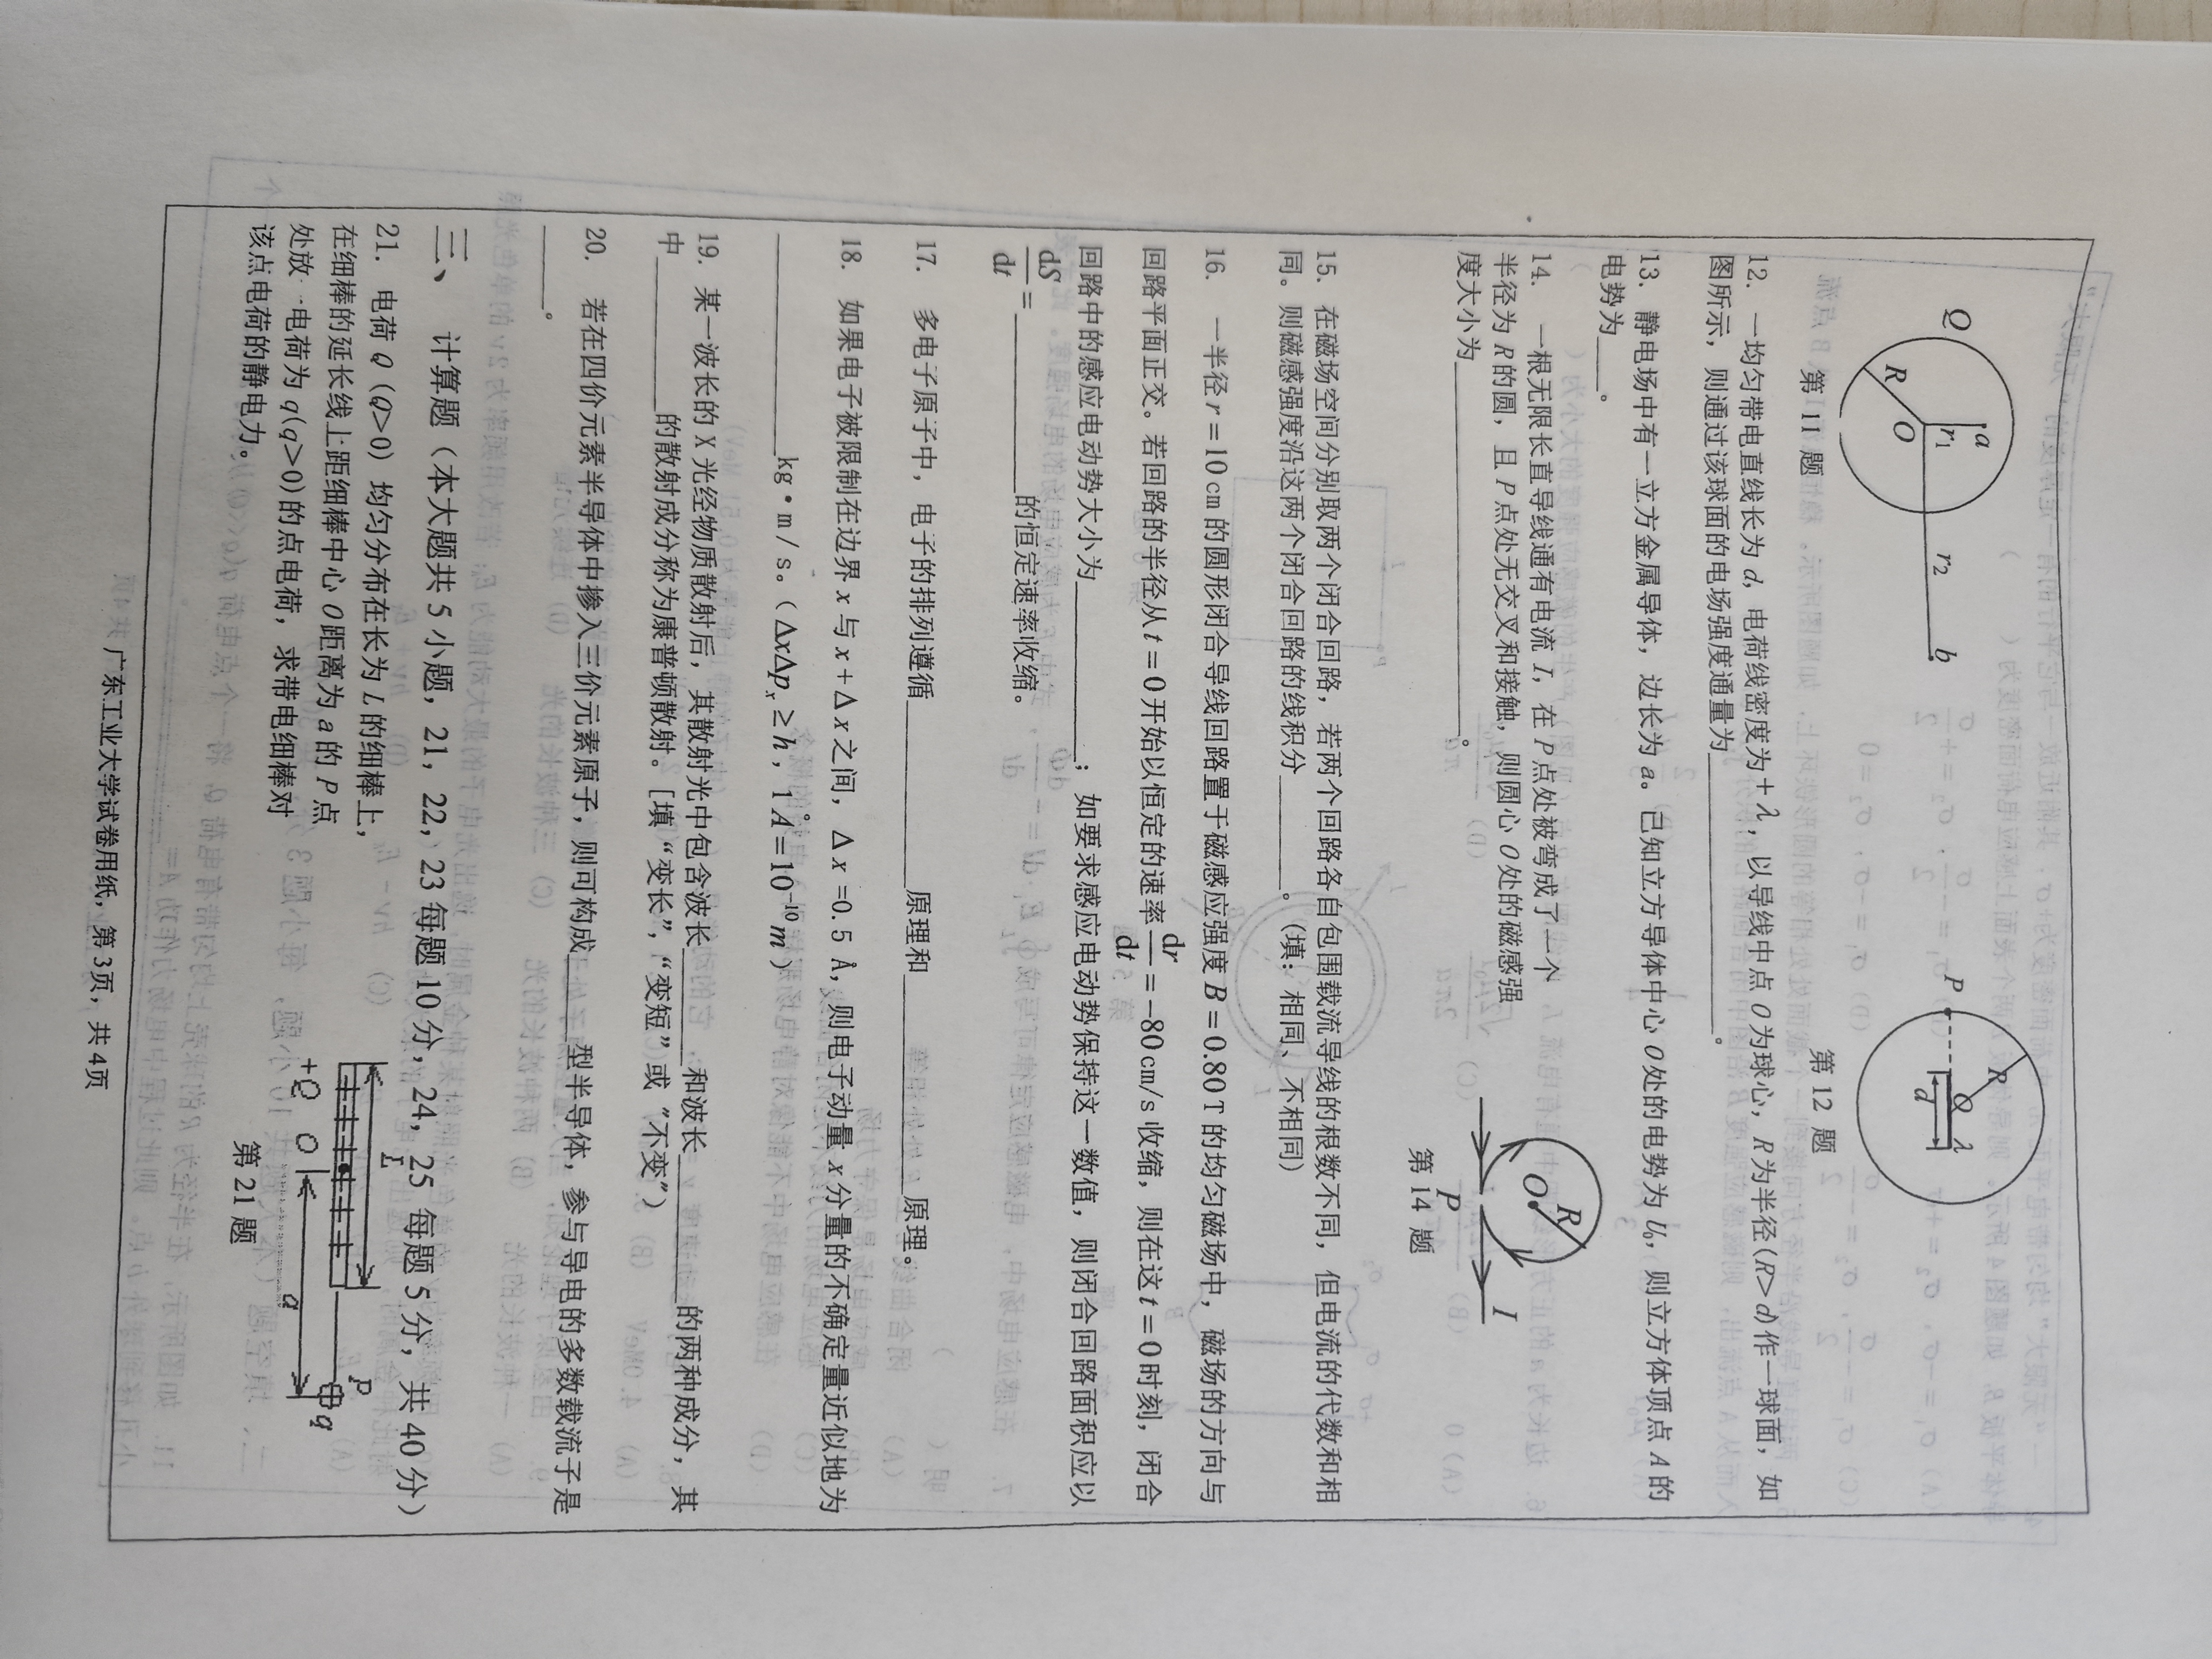 Q
a
r₁
r₂
b
R
O
第 11 题
R
P
O
λ
d
第12 题
12. 一均匀带电直线长为 d, 电荷线密度为+λ, 以导线中点 O 为球心, R 为半径(R>d)作一球面, 如
图所示, 则通过该球面的电场强度通量为____________________。
13. 静电场中有一立方金属导体, 边长为 a。已知立方导体中心 O 处的电势为 U₀, 则立方体顶点 A 的
电势为____。
14. 一根无限长直导线通有电流 I, 在 P 点处被弯成了一个
半径为 R 的圆, 且 P 点处无交叉和接触, 则圆心 O 处的磁感强
度大小为__________________________。
R
O
I
P
第14 题
15. 在磁场空间分别取两个闭合回路, 若两个回路各自包围载流导线的根数不同, 但电流的代数和相
同。则磁感强度沿这两个闭合回路的线积分________。(填: 相同、不相同)
16. 一半径 r = 10 cm 的圆形闭合导线回路置于磁感应强度 B = 0.80 T 的均匀磁场中, 磁场的方向与
回路平面正交。若回路的半径从 t = 0 开始以恒定的速率 dr/dt = −80 cm/s 收缩, 则在这 t = 0 时刻, 闭合
回路中的感应电动势大小为____________; 如要求感应电动势保持这一数值, 则闭合回路面积应以
dS/dt = ____________的恒定速率收缩。
17. 多电子原子中, 电子的排列遵循____________原理和______________原理。
18. 如果电子被限制在边界 x 与 x+Δx 之间, Δx =0.5 Å, 则电子动量 x 分量的不确定量近似地为
________________kg·m/s。( ΔxΔpₓ ≥ h , 1 Å = 10⁻¹⁰ m )
19. 某一波长的 X 光经物质散射后, 其散射光中包含波长________和波长__________的两种成分, 其
中__________的散射成分称为康普顿散射。[填“变长”, “变短” 或 "不变")
20. 若在四价元素半导体中掺入三价元素原子, 则可构成______型半导体, 参与导电的多数载流子是
______。
三、 计算题（本大题共 5 小题, 21, 22, 23 每题 10 分, 24, 25 每题 5 分, 共 40 分）
21. 电荷 Q (Q>0) 均匀分布在长为 L 的细棒上,
在细棒的延长线上距细棒中心 O 距离为 a 的 P 点
处放一电荷为 q(q>0)的点电荷, 求带电细棒对
该点电荷的静电力。
L
P
q
+Q
O
a
第 21 题
广东工业大学试卷用纸, 第 3页, 共 4页